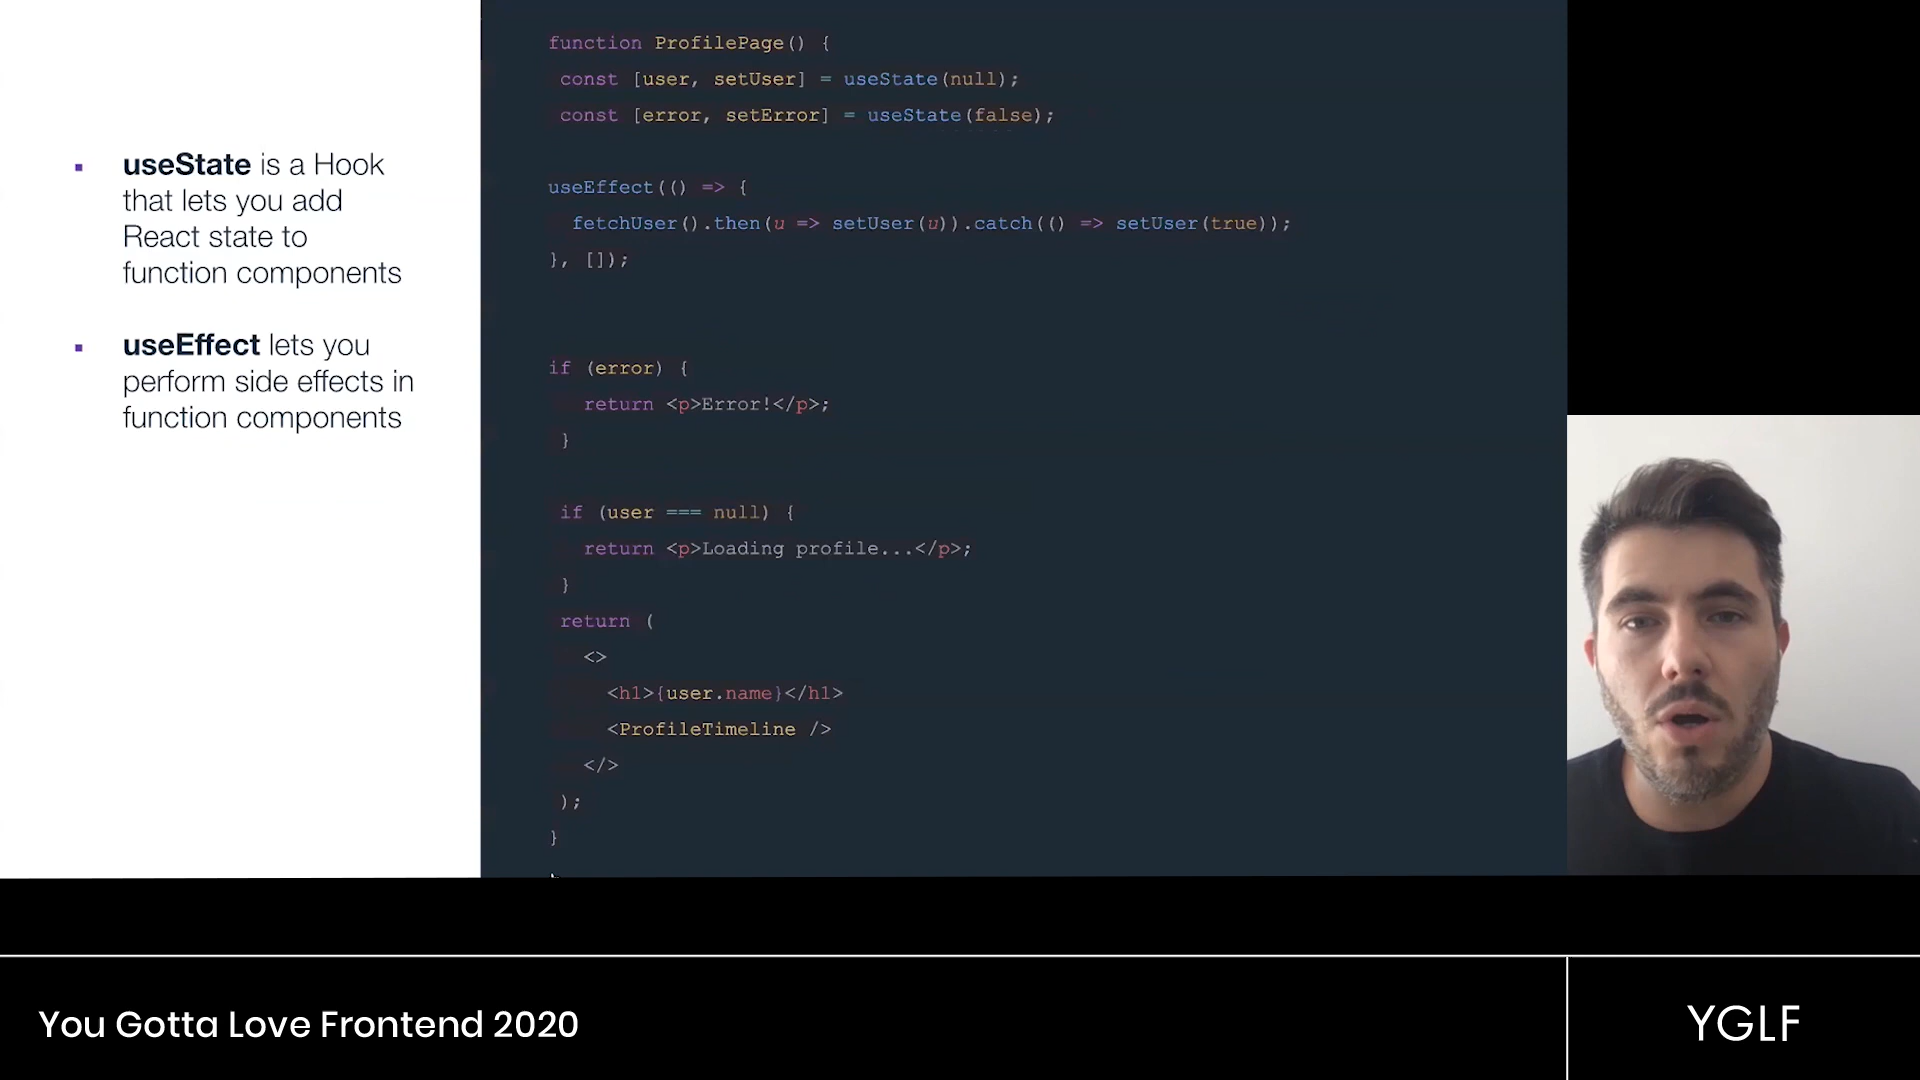 useState is a Hook
that lets you add
React state to
function components
useEffect lets you
perform side effects in
function components
function ProfilePage() {
const [user, setUser] = useState(null);
const [error, setError] = useState(false);
useEffect(() => {
fetchUser().then(u => setUser(u)).catch(() => setUser(true));
}, []);
if (error) {
return <p>Error!</p>;
}
if (user === null) {
return <p>Loading profile...</p>;
}
return (
<>
<h1>{user.name}</h1>
<ProfileTimeline />
</>
);
}
You Gotta Love Frontend 2020
YGLF